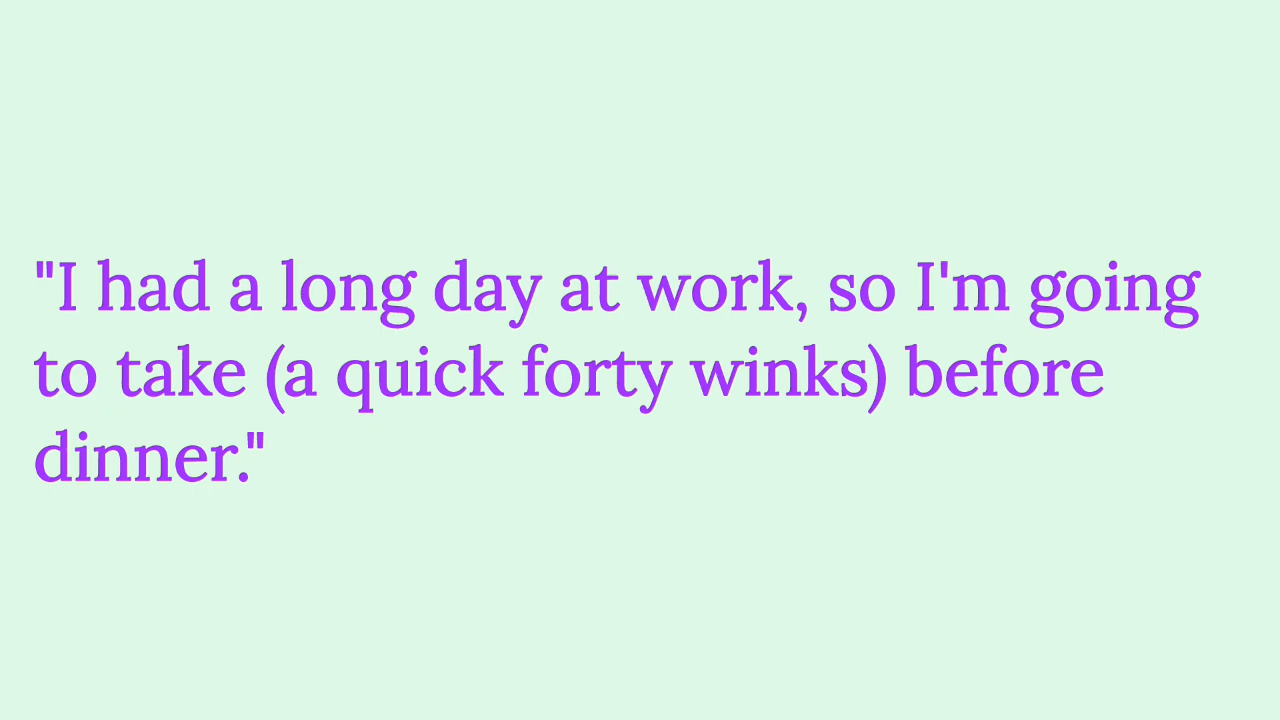 "I had a long day at work, so I'm going
to take (a quick forty winks) before
dinner."